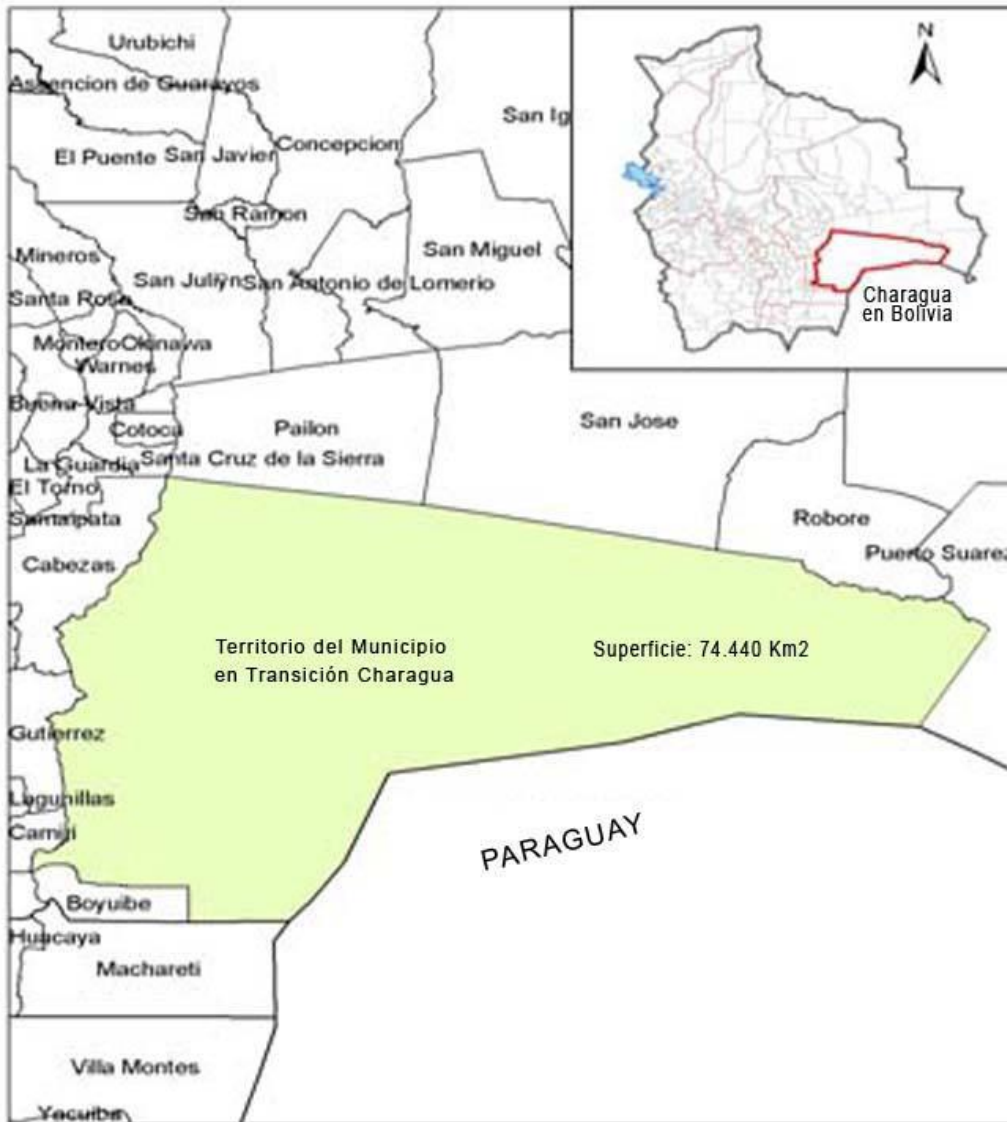 Urubichi
Assencion de Guarayos
San Ig
Concepcion
El Puente
San Javier
San Ramon
Mineros
San Miguel
San Juliỳn
San Antonio de Lomerio
Santa Rosa
Montero
Okinawa
Warnes
Buena Vista
Cotoca
Pailon
San Jose
La Guardia
Santa Cruz de la Sierra
El Torno
Samaipata
Robore
Cabezas
Puerto Suarez
Territorio del Municipio
en Transición Charagua
Superficie: 74.440 Km2
Gutierrez
Lagunillas
Camiri
PARAGUAY
Boyuibe
Huacaya
Machareti
Villa Montes
Yacuiba
N
Charagua
en Bolivia